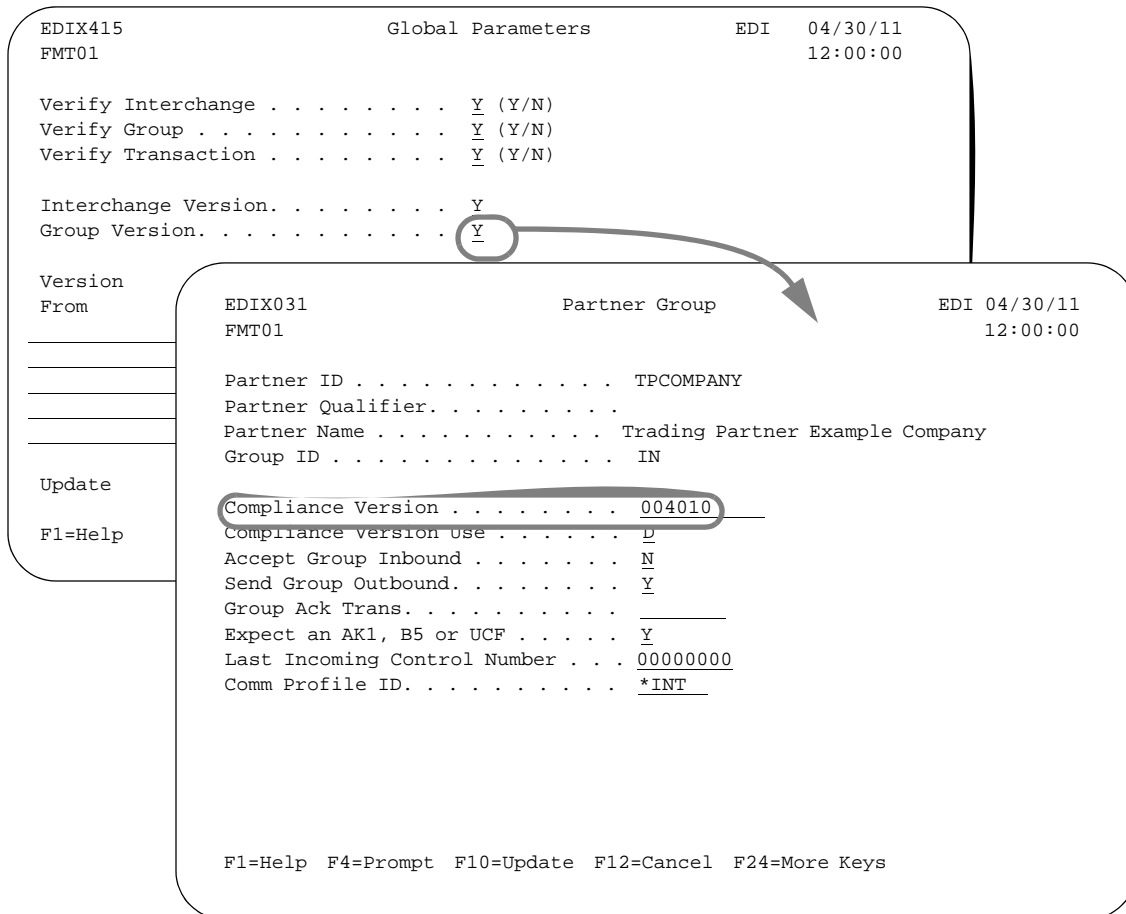 EDIX415 Global Parameters EDI 04/30/11
FMT01 12:00:00
Verify Interchange . . . . . . . . Y (Y/N)
Verify Group . . . . . . . . . . . Y (Y/N)
Verify Transaction . . . . . . . . Y (Y/N)
Interchange Version. . . . . . . . Y
Group Version. . . . . . . . . . . Y
Version
From
Update
F1=Help
EDIX031 Partner Group EDI 04/30/11
FMT01 12:00:00
Partner ID . . . . . . . . . . . . TPCOMPANY
Partner Qualifier. . . . . . . . .
Partner Name . . . . . . . . . . . Trading Partner Example Company
Group ID . . . . . . . . . . . . . IN
Compliance Version . . . . . . . . 004010
Compliance Version Use . . . . . . D
Accept Group Inbound . . . . . . . N
Send Group Outbound. . . . . . . . Y
Group Ack Trans. . . . . . . . . .
Expect an AK1, B5 or UCF . . . . . Y
Last Incoming Control Number . . . 00000000
Comm Profile ID. . . . . . . . . . *INT
F1=Help F4=Prompt F10=Update F12=Cancel F24=More Keys